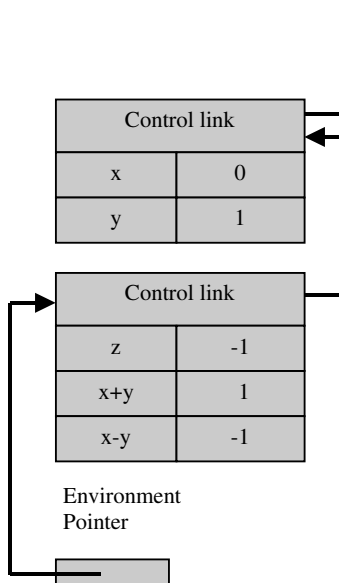 Control link
x 0
y 1
Control link
z -1
x+y 1
x-y -1
Environment
Pointer